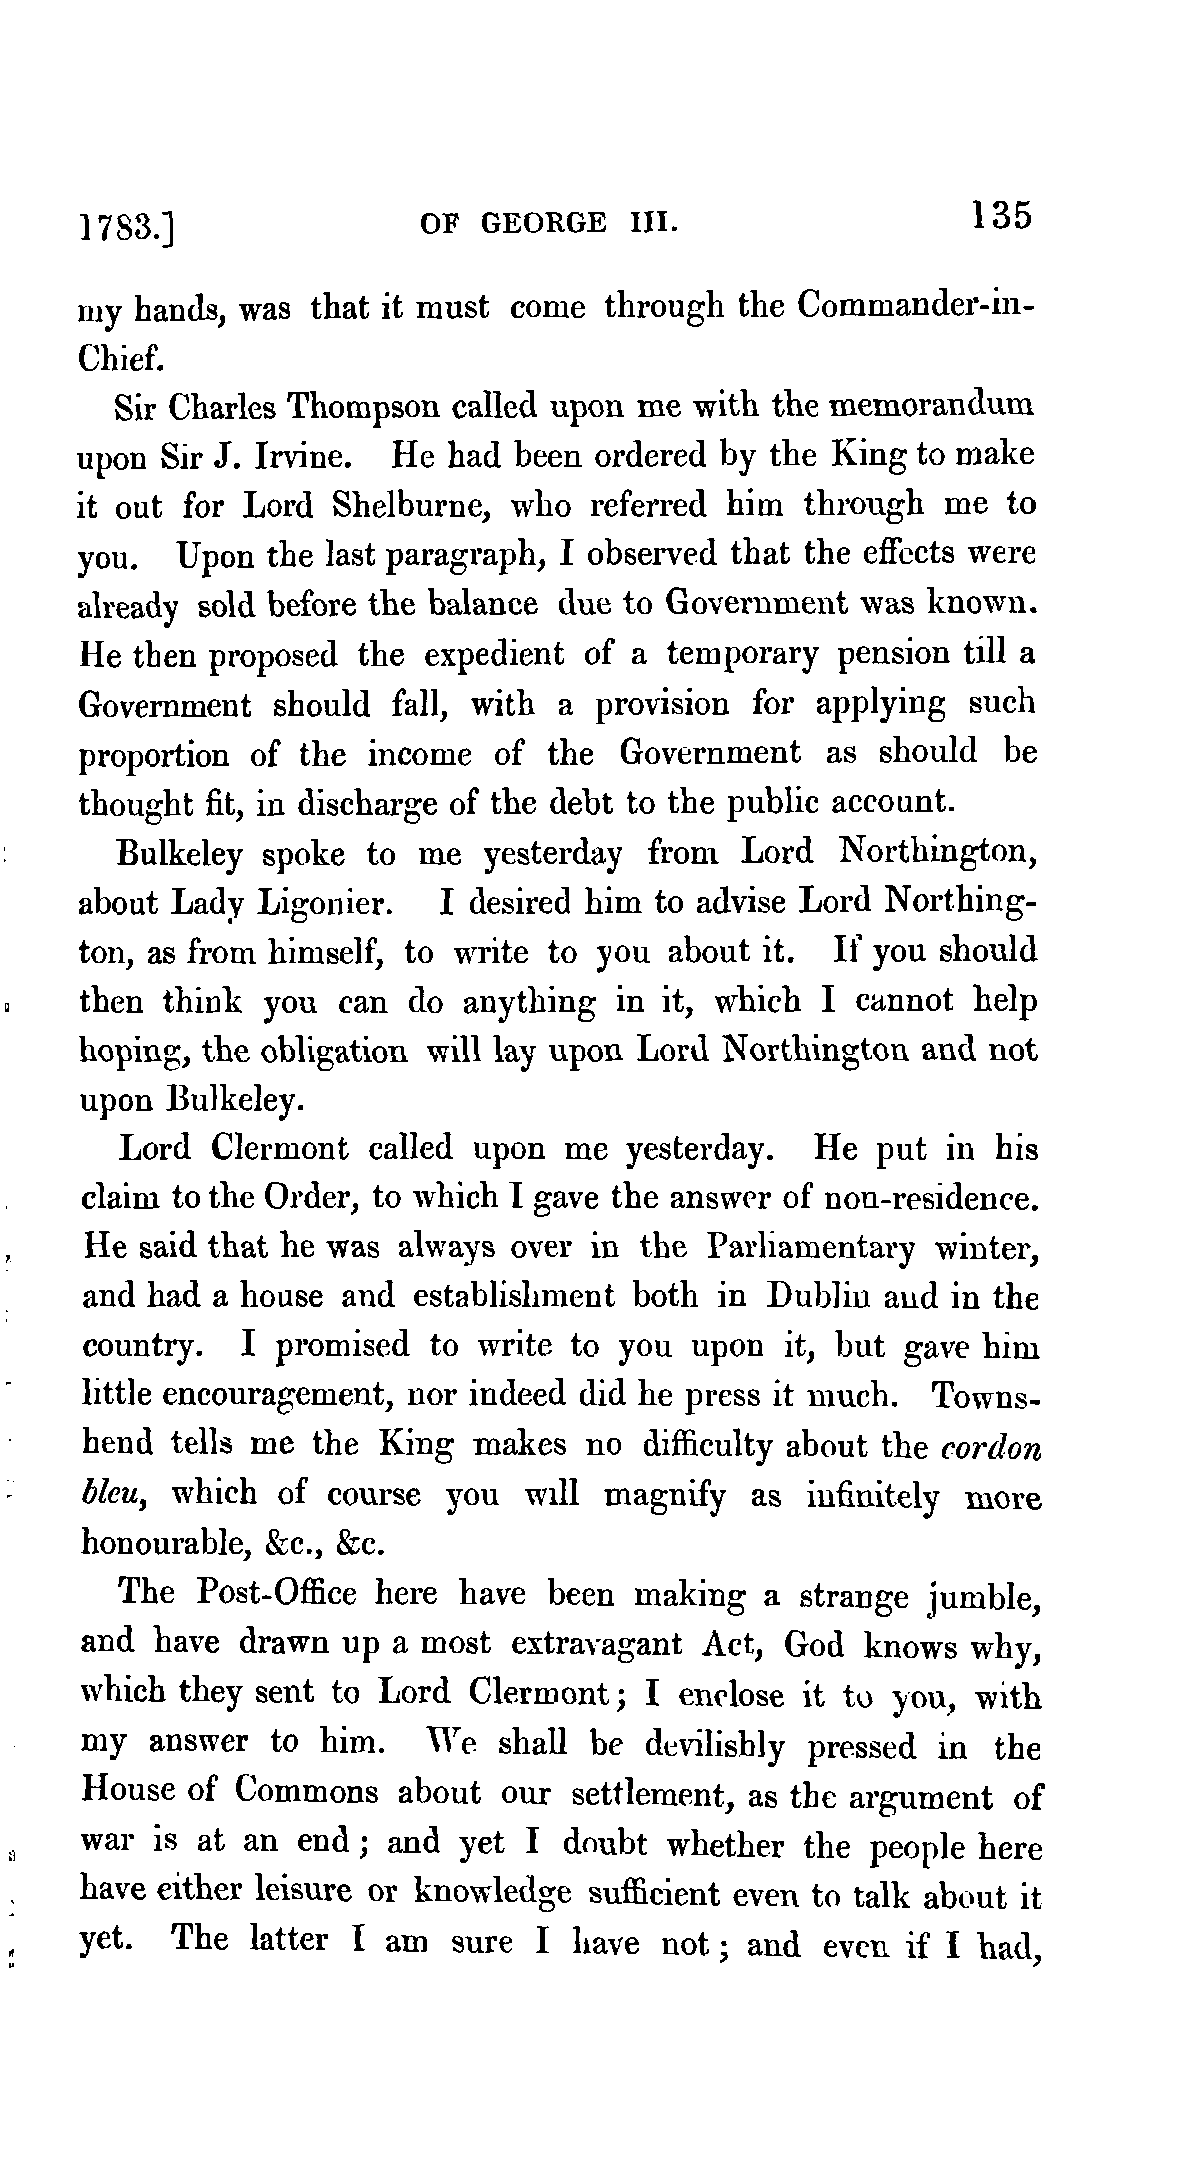 1783.] OF GEORGE III. 135
my hands, was that it must come through the Commander-in-
Chief.
Sir Charles Thompson called upon me with the memorandum
upon Sir J. Irvine. He had been ordered by the King to make
it out for Lord Shelburne, who referred him through me to
you. Upon the last paragraph, I observed that the effects were
already sold before the balance due to Government was known.
He then proposed the expedient of a temporary pension till a
Government should fall, with a provision for applying such
proportion of the income of the Government as should be
thought fit, in discharge of the debt to the public account.
Bulkeley spoke to me yesterday from Lord Northington,
about Lady Ligonier. I desired him to advise Lord Northing-
ton, as from himself, to write to you about it. If you should
then think you can do anything in it, which I cannot help
hoping, the obligation will lay upon Lord Northington and not
upon Bulkeley.
Lord Clermont called upon me yesterday. He put in his
claim to the Order, to which I gave the answer of non-residence.
He said that he was always over in the Parliamentary winter,
and had a house and establishment both in Dublin and in the
country. I promised to write to you upon it, but gave him
little encouragement, nor indeed did he press it much. Towns-
hend tells me the King makes no difficulty about the cordon
bleu, which of course you will magnify as infinitely more
honourable, &c., &c.
The Post-Office here have been making a strange jumble,
and have drawn up a most extravagant Act, God knows why,
which they sent to Lord Clermont; I enclose it to you, with
my answer to him. We shall be devilishly pressed in the
House of Commons about our settlement, as the argument of
war is at an end; and yet I doubt whether the people here
have either leisure or knowledge sufficient even to talk about it
yet. The latter I am sure I have not; and even if I had,